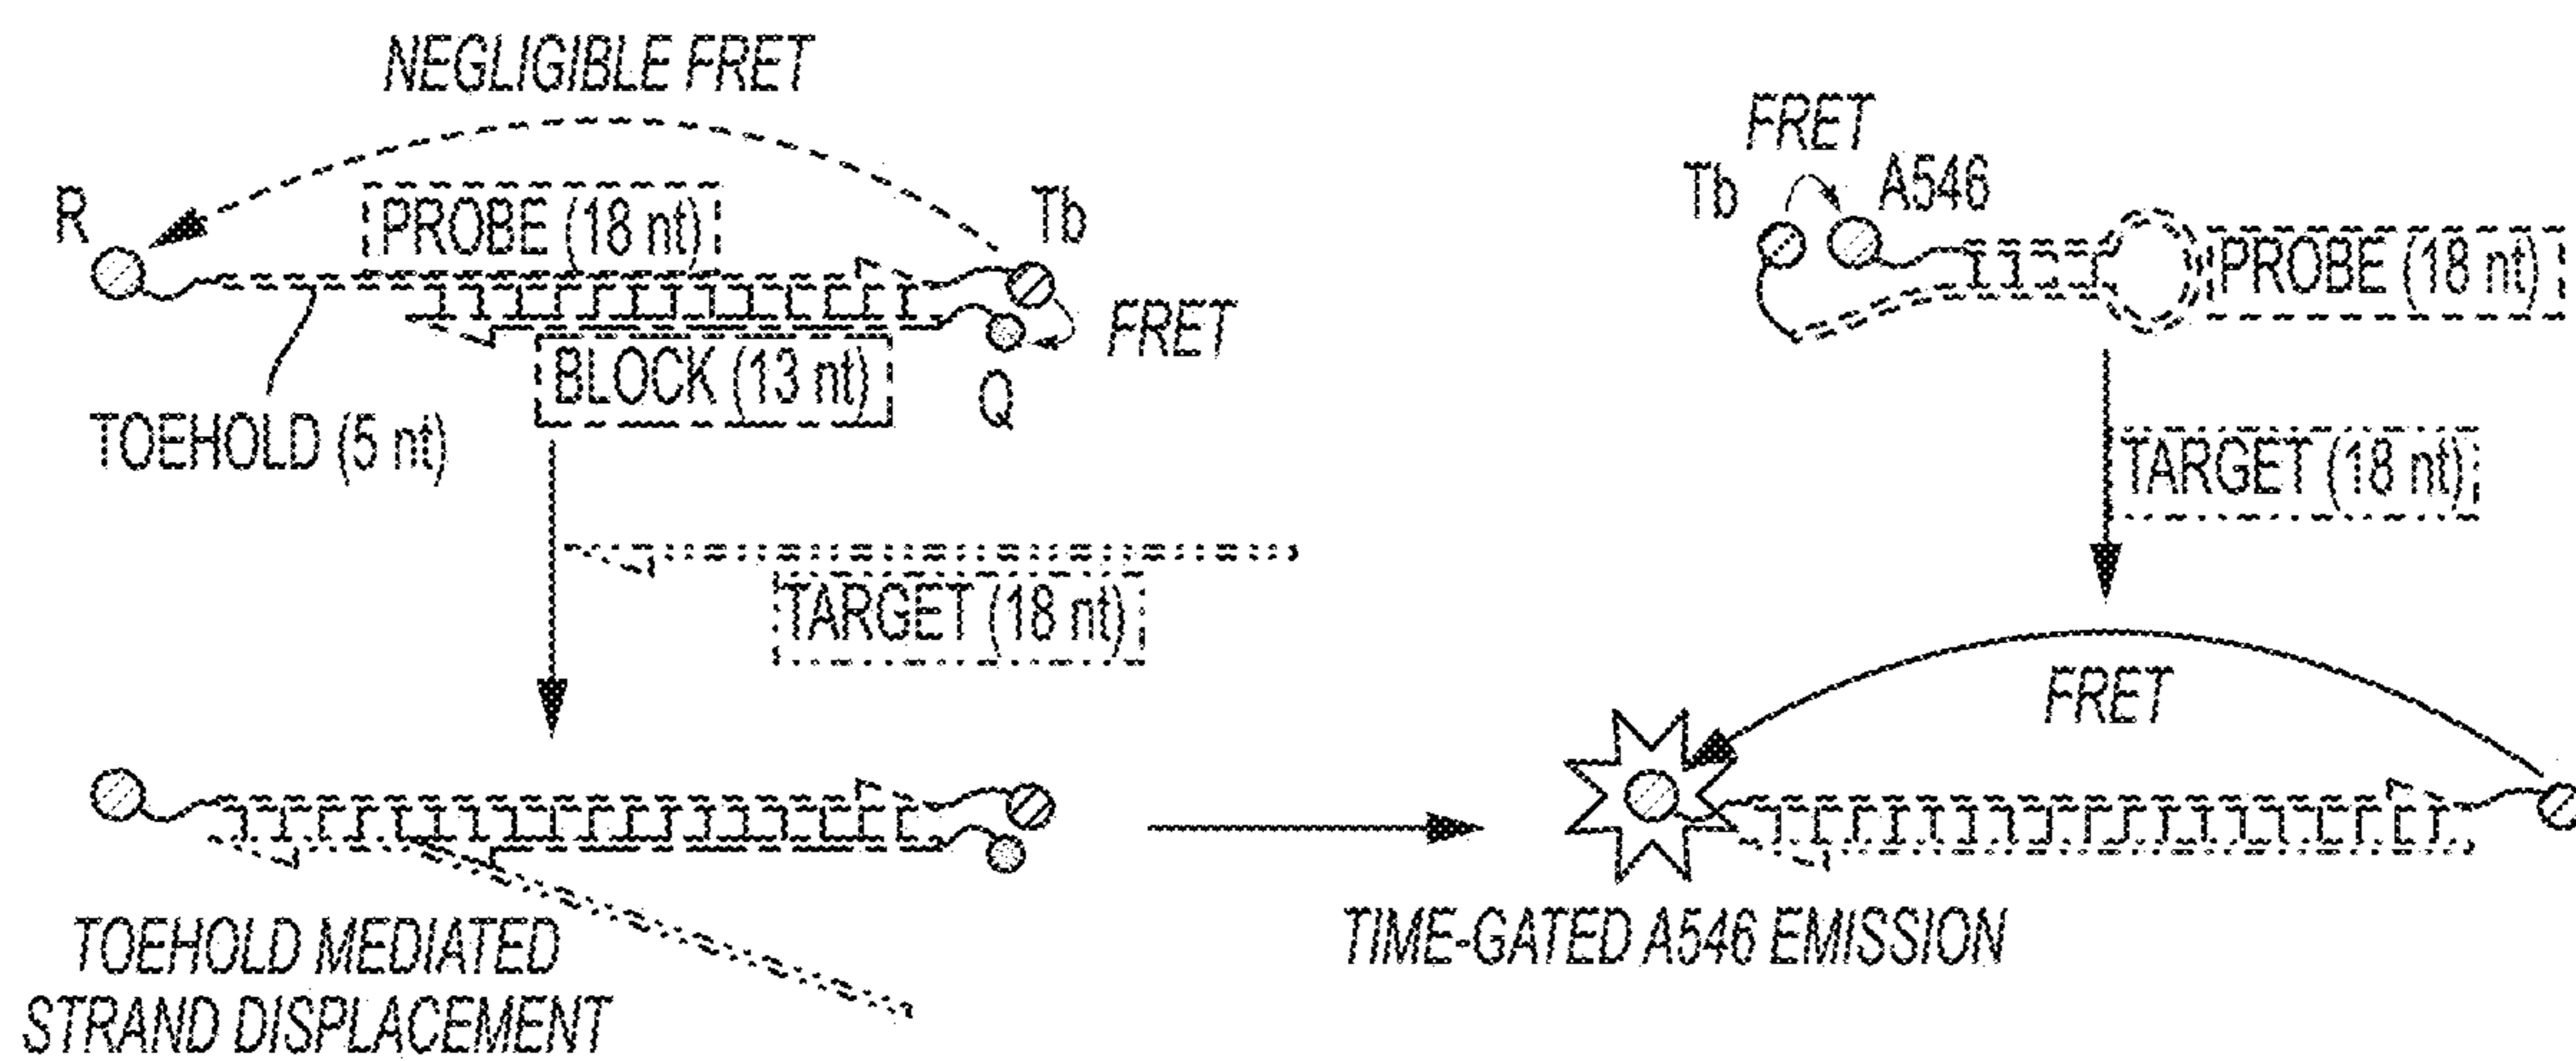 NEGLIGIBLE FRET
R
PROBE (18 nt)
Tb
FRET
BLOCK (13 nt)
Q
TOEHOLD (5 nt)
TARGET (18 nt)
TOEHOLD MEDIATED
STRAND DISPLACEMENT
FRET
Tb
A546
PROBE (18 nt)
TARGET (18 nt)
FRET
TIME-GATED A546 EMISSION